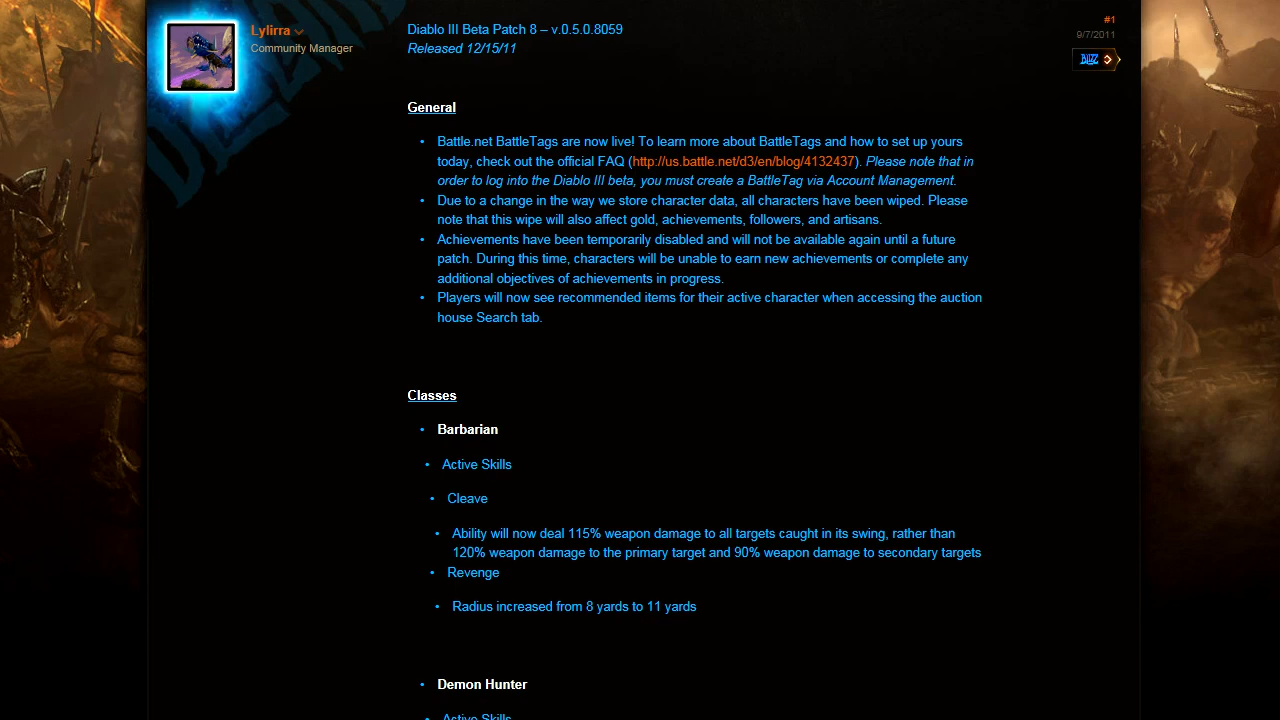 Lylirra
Community Manager
#1
9/7/2011
BLIZ
Diablo III Beta Patch 8 – v.0.5.0.8059
Released 12/15/11
General
• Battle.net BattleTags are now live! To learn more about BattleTags and how to set up yours
today, check out the official FAQ (http://us.battle.net/d3/en/blog/4132437). Please note that in
order to log into the Diablo III beta, you must create a BattleTag via Account Management.
• Due to a change in the way we store character data, all characters have been wiped. Please
note that this wipe will also affect gold, achievements, followers, and artisans.
• Achievements have been temporarily disabled and will not be available again until a future
patch. During this time, characters will be unable to earn new achievements or complete any
additional objectives of achievements in progress.
• Players will now see recommended items for their active character when accessing the auction
house Search tab.
Classes
• Barbarian
• Active Skills
• Cleave
• Ability will now deal 115% weapon damage to all targets caught in its swing, rather than
120% weapon damage to the primary target and 90% weapon damage to secondary targets
• Revenge
• Radius increased from 8 yards to 11 yards
• Demon Hunter
• Active Skills